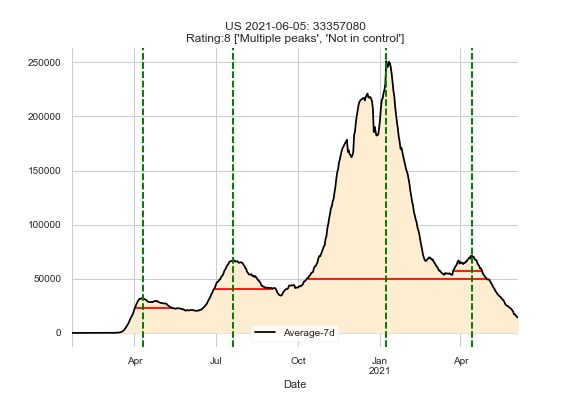 US 2021-06-05: 33357080
Rating:8 ['Multiple peaks', 'Not in control']
250000
200000
150000
100000
50000
0
Average-7d
Apr
Jul
Oct
Jan
2021
Apr
Date